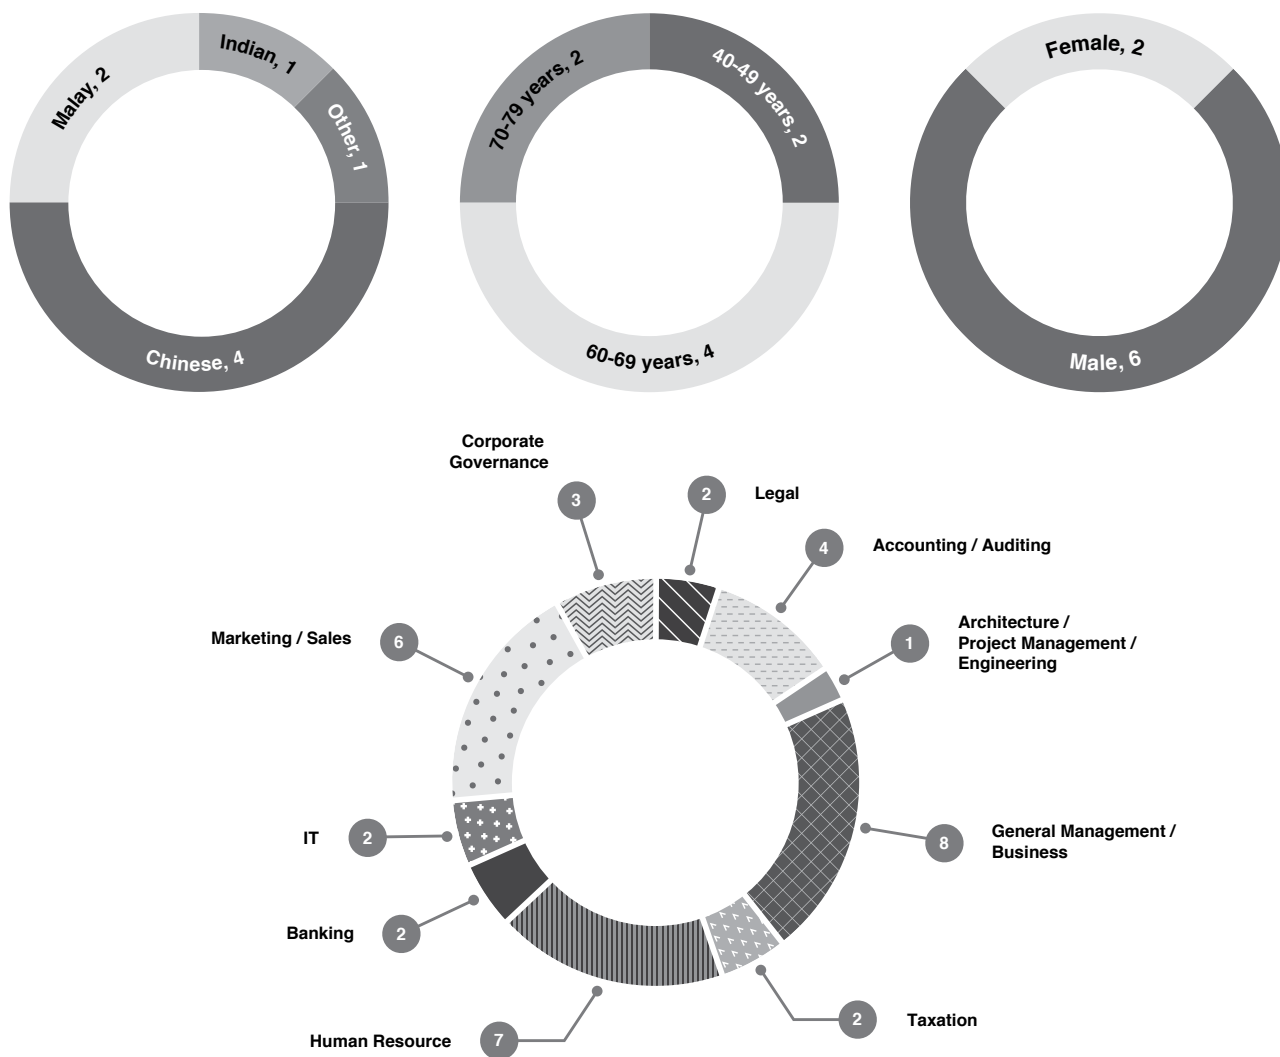 Malay, 2
Indian, 1
Other, 1
Chinese, 4
70-79 years, 2
40-49 years, 2
60-69 years, 4
Female, 2
Male, 6
Corporate
Governance
3
2
Legal
4
Accounting / Auditing
1
Architecture /
Project Management /
Engineering
Marketing / Sales
6
8
General Management /
Business
IT
2
Banking
2
2
Taxation
Human Resource
7